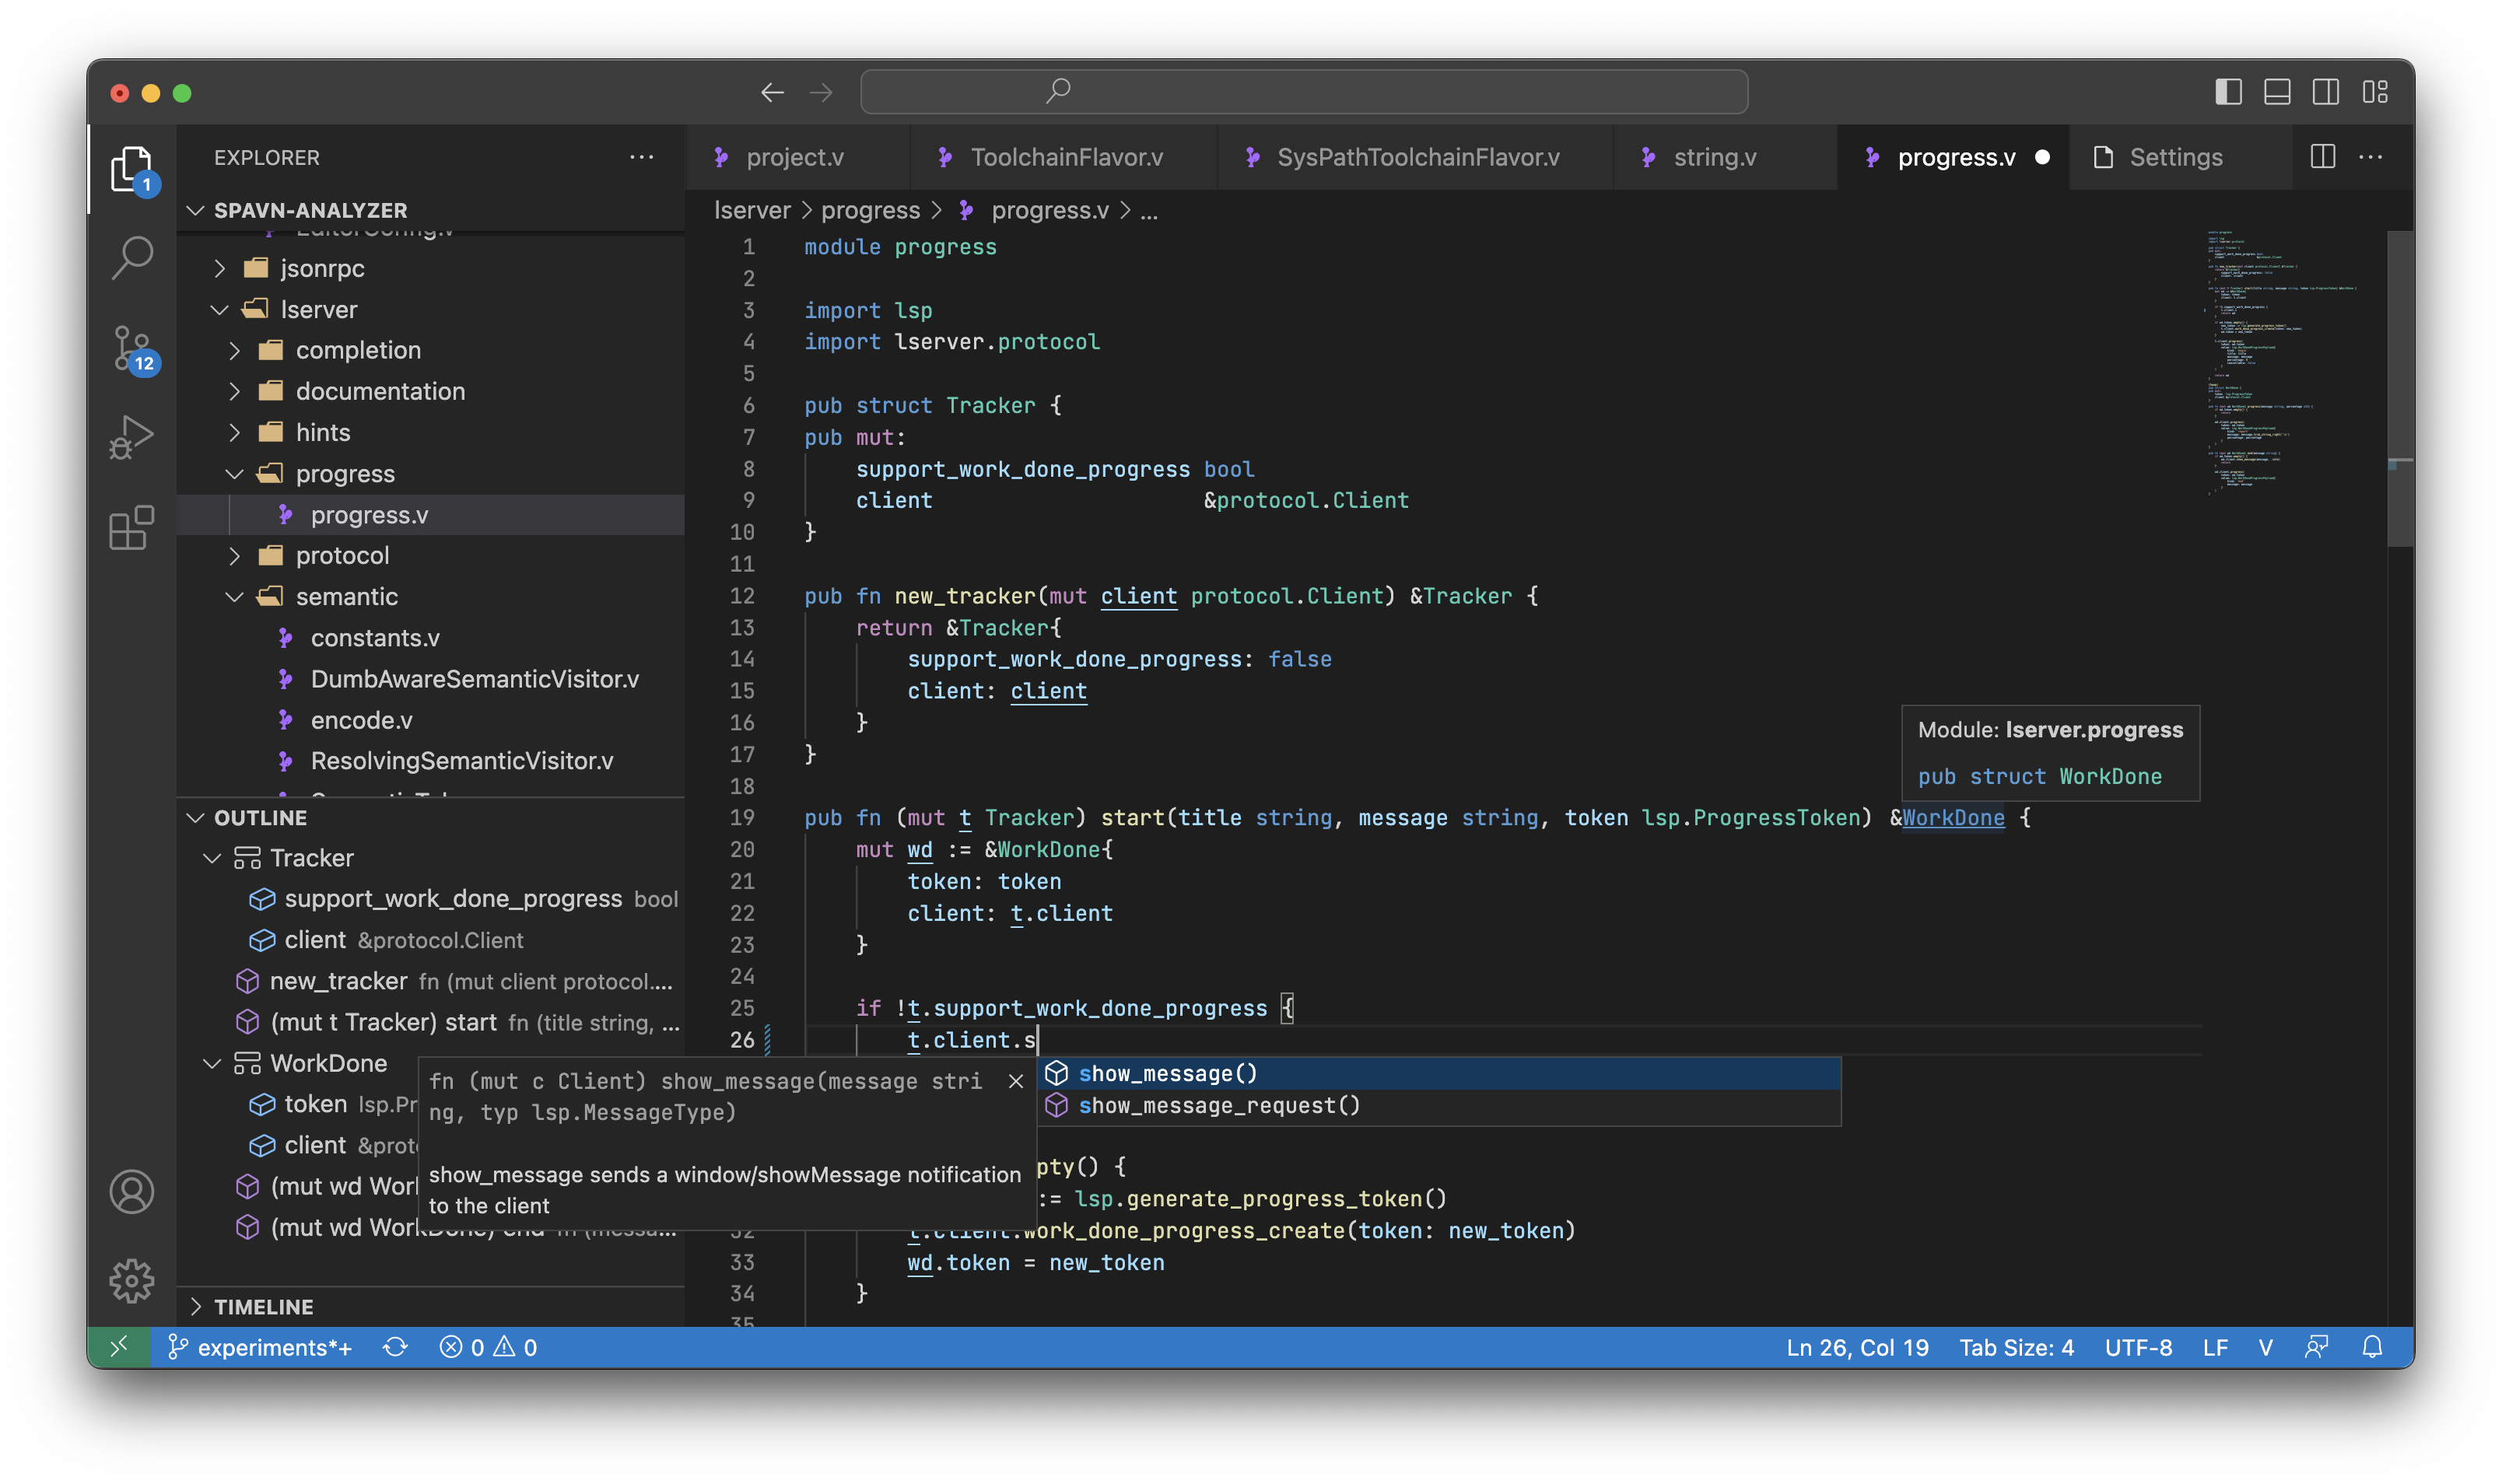 EXPLORER
SPAVN-ANALYZER
EditorConfig.v
jsonrpc
lserver
completion
documentation
hints
progress
progress.v
protocol
semantic
constants.v
DumbAwareSemanticVisitor.v
encode.v
ResolvingSemanticVisitor.v
OUTLINE
Tracker
support_work_done_progress bool
client &protocol.Client
new_tracker fn (mut client protocol....
(mut t Tracker) start fn (title string, ...
WorkDone
token lsp.Pr
client &prot
(mut wd Wor
(mut wd WorkDone) end fn (messa...
TIMELINE
1
12
project.v
ToolchainFlavor.v
SysPathToolchainFlavor.v
string.v
progress.v
Settings
lserver > progress > progress.v > ...
1 module progress
2
3 import lsp
4 import lserver.protocol
5
6 pub struct Tracker {
7 pub mut:
8 support_work_done_progress bool
9 client &protocol.Client
10 }
11
12 pub fn new_tracker(mut client protocol.Client) &Tracker {
13 return &Tracker{
14 support_work_done_progress: false
15 client: client
16 }
17 }
18
Module: lserver.progress
pub struct WorkDone
19 pub fn (mut t Tracker) start(title string, message string, token lsp.ProgressToken) &WorkDone {
20 mut wd := &WorkDone{
21 token: token
22 client: t.client
23 }
24
25 if !t.support_work_done_progress {
26 t.client.s
fn (mut c Client) show_message(message stri
ng, typ lsp.MessageType)
show_message sends a window/showMessage notification
to the client
show_message()
show_message_request()
pty() {
:= lsp.generate_progress_token()
32 t.client.work_done_progress_create(token: new_token)
33 wd.token = new_token
34 }
35
experiments*+
0 0
Ln 26, Col 19
Tab Size: 4
UTF-8
LF
V